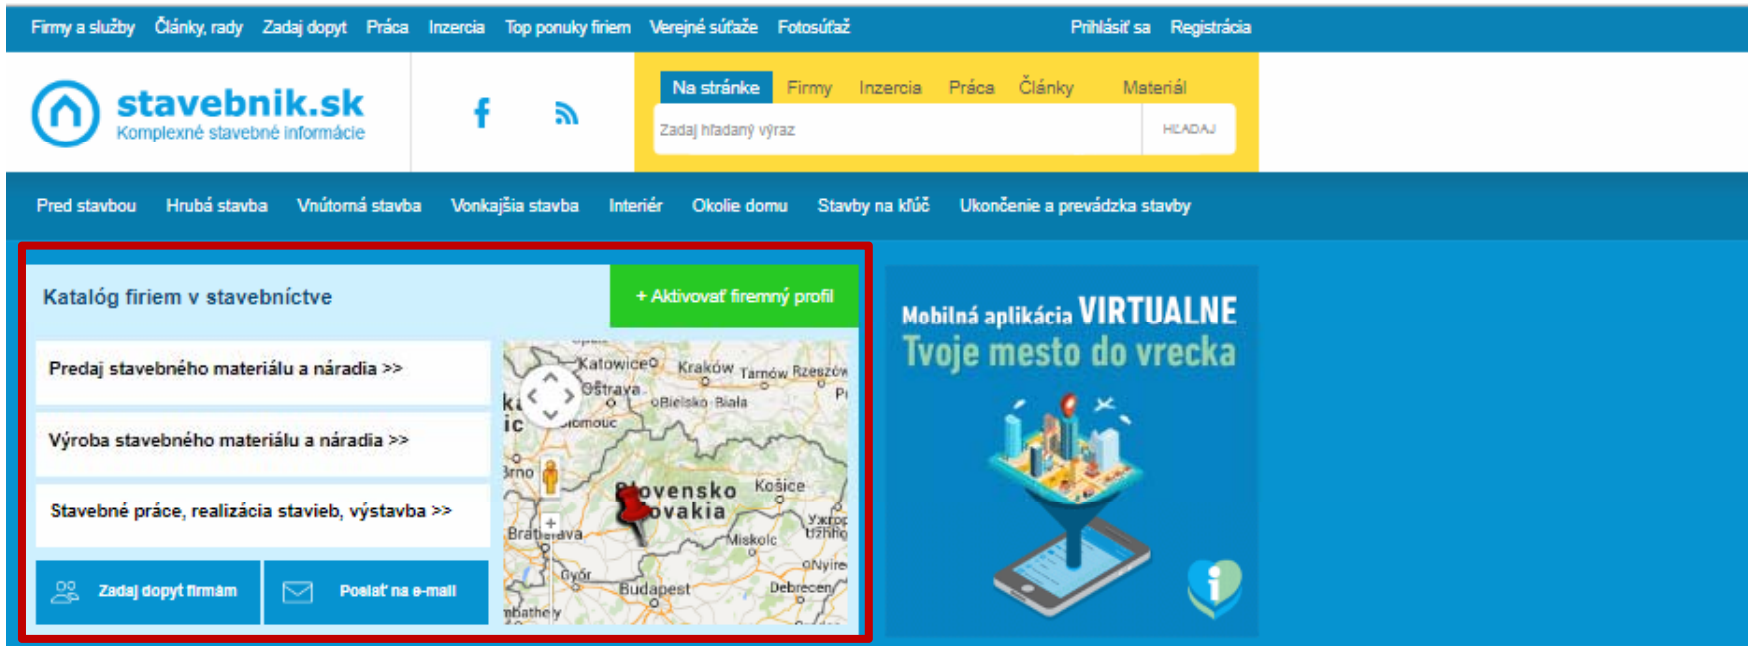 Firmy a služby Články, rady Zadaj dopyt Práca Inzercia Top ponuky firiem Verejné súťaže Fotosúťaž Prihlásiť sa Registrácia
stavebnik.sk
Komplexné stavebné informácie
Na stránke Firmy Inzercia Práca Články Materiál
Zadaj hľadaný výraz HĽADAJ
Pred stavbou Hrubá stavba Vnútorná stavba Vonkajšia stavba Interiér Okolie domu Stavby na kľúč Ukončenie a prevádzka stavby
Katalóg firiem v stavebníctve
+ Aktivovať firemný profil
Predaj stavebného materiálu a náradia >>
Výroba stavebného materiálu a náradia >>
Stavebné práce, realizácia stavieb, výstavba >>
Zadaj dopyt firmám
Poslať na e-mail
Katowice
Kraków Tarnów Rzeszów
Ostrava
Bielsko-Biala
Brno
Košice
Slovensko
Slovakia
Bratislava
Miskolc
Győr
Budapest
Debrecen
Mobilná aplikácia VIRTUALNE
Tvoje mesto do vrecka